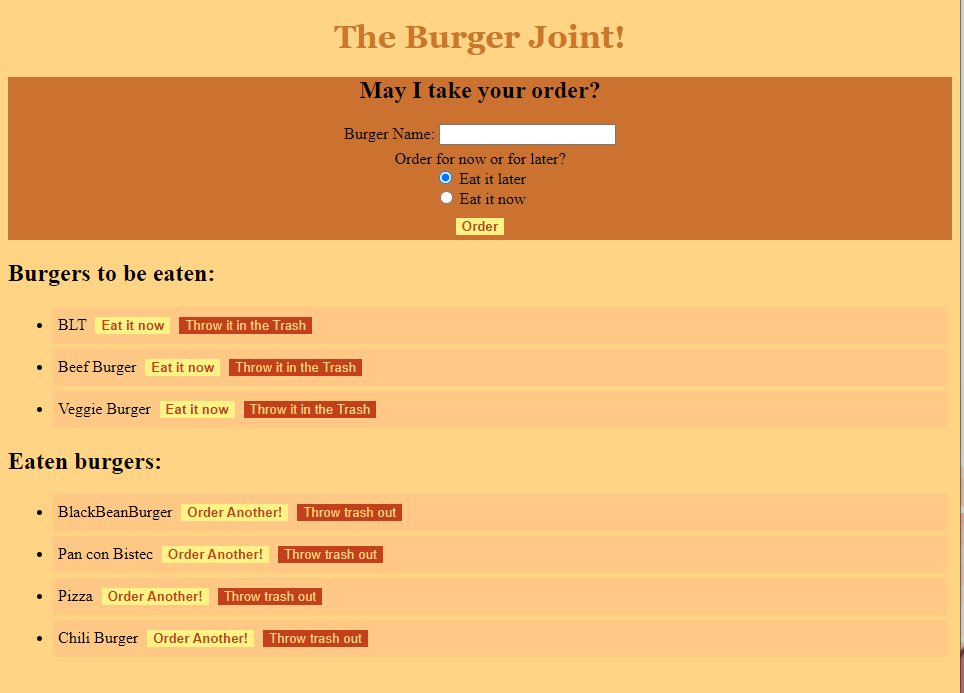 The Burger Joint!
May I take your order?
Burger Name:
Order for now or for later?
Eat it later
Eat it now
Order
Burgers to be eaten:
BLT Eat it now Throw it in the Trash
Beef Burger Eat it now Throw it in the Trash
Veggie Burger Eat it now Throw it in the Trash
Eaten burgers:
BlackBeanBurger Order Another! Throw trash out
Pan con Bistec Order Another! Throw trash out
Pizza Order Another! Throw trash out
Chili Burger Order Another! Throw trash out